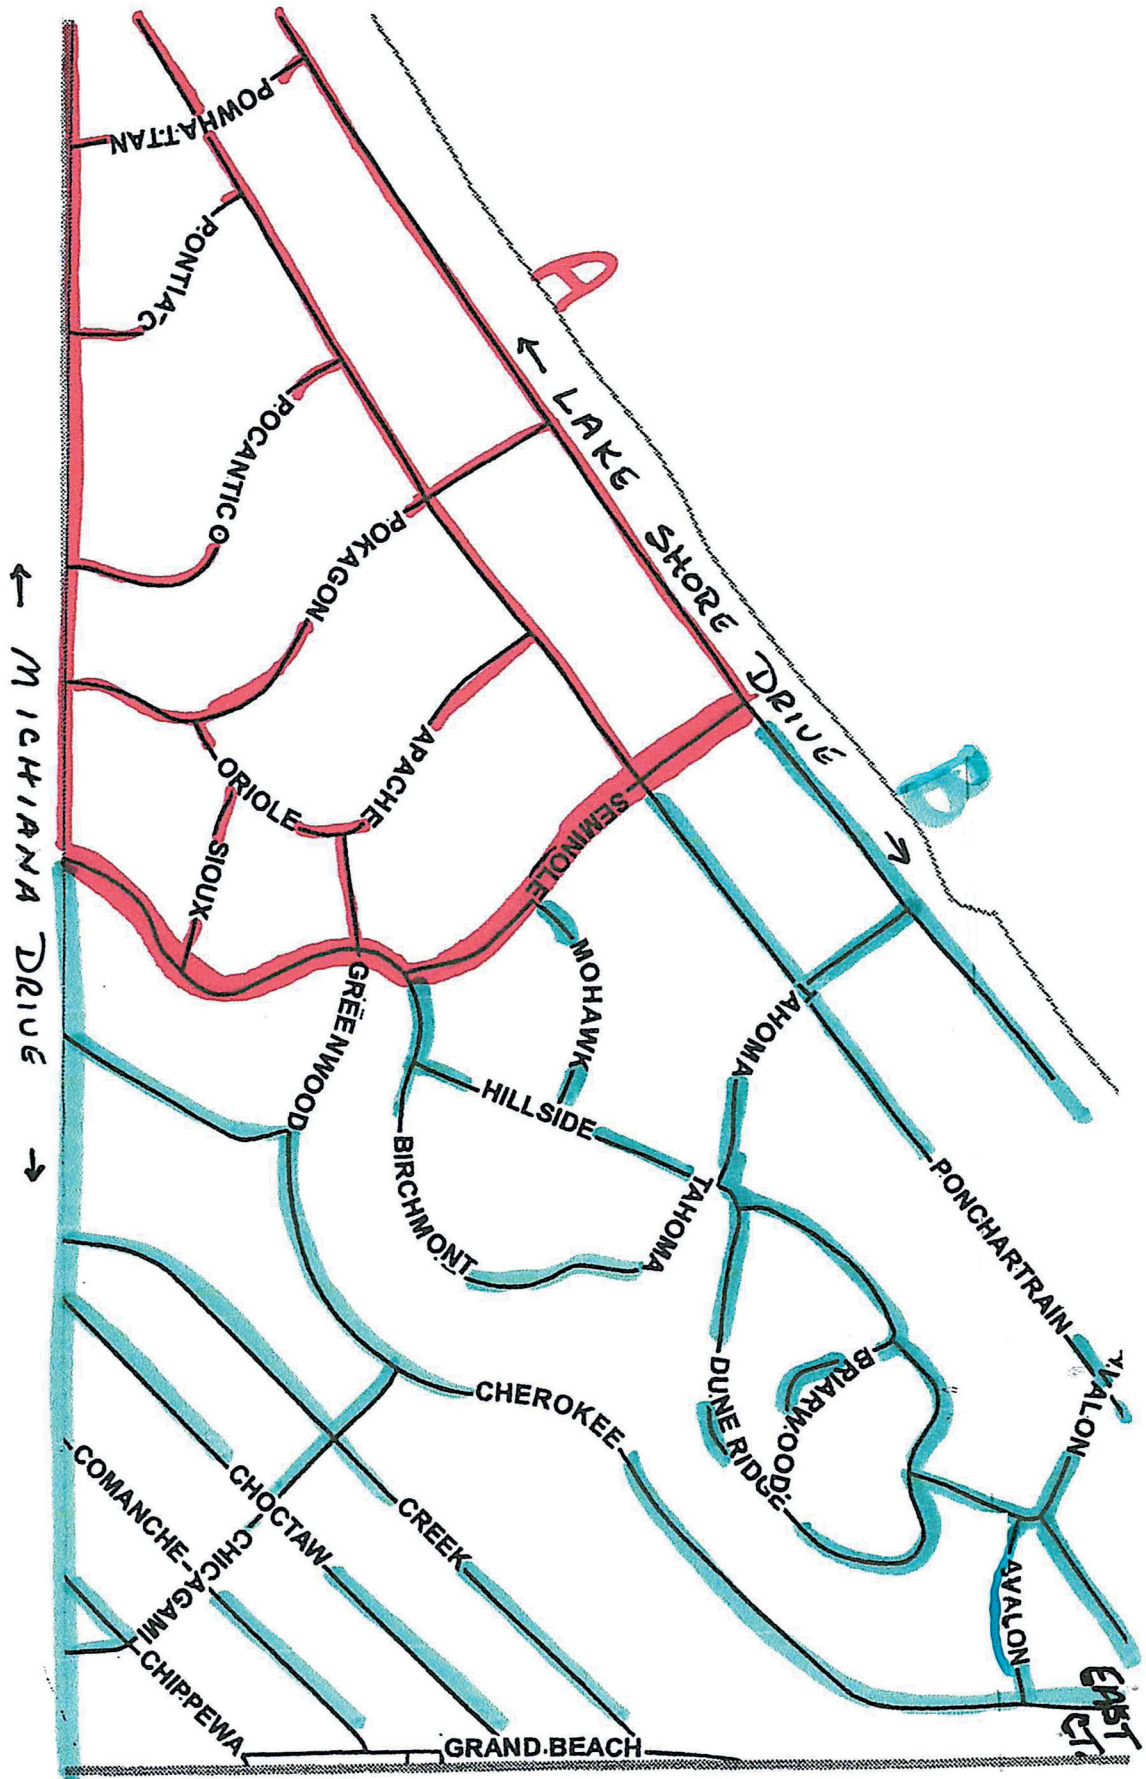 POWHATTAN
PONTIAC
A
POCANTICO
← LAKE SHORE DRIVE →
POKAGON
← MICHIANA DRIVE →
APACHE
ORIOLE
SEMINOLE
B
SIOUX
MOHAWK
GREENWOOD
TAHOMA
HILLSIDE
BIRCHMONT
TAHOMA
PONCHARTRAIN
BRIARWOOD
AVALON
DUNE RIDGE
CHEROKEE
COMANCHE
CHOCTAW
CREEK
CHICAGAMI
AVALON
CHIPPEWA
EAST CT.
GRAND BEACH